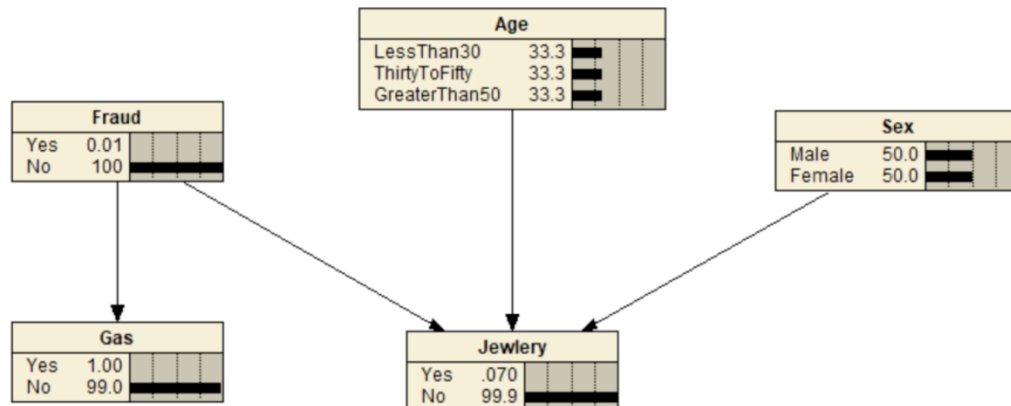 Age
LessThan30 33.3
ThirtyToFifty 33.3
GreaterThan50 33.3
Fraud
Yes 0.01
No 100
Sex
Male 50.0
Female 50.0
Gas
Yes 1.00
No 99.0
Jewlery
Yes .070
No 99.9